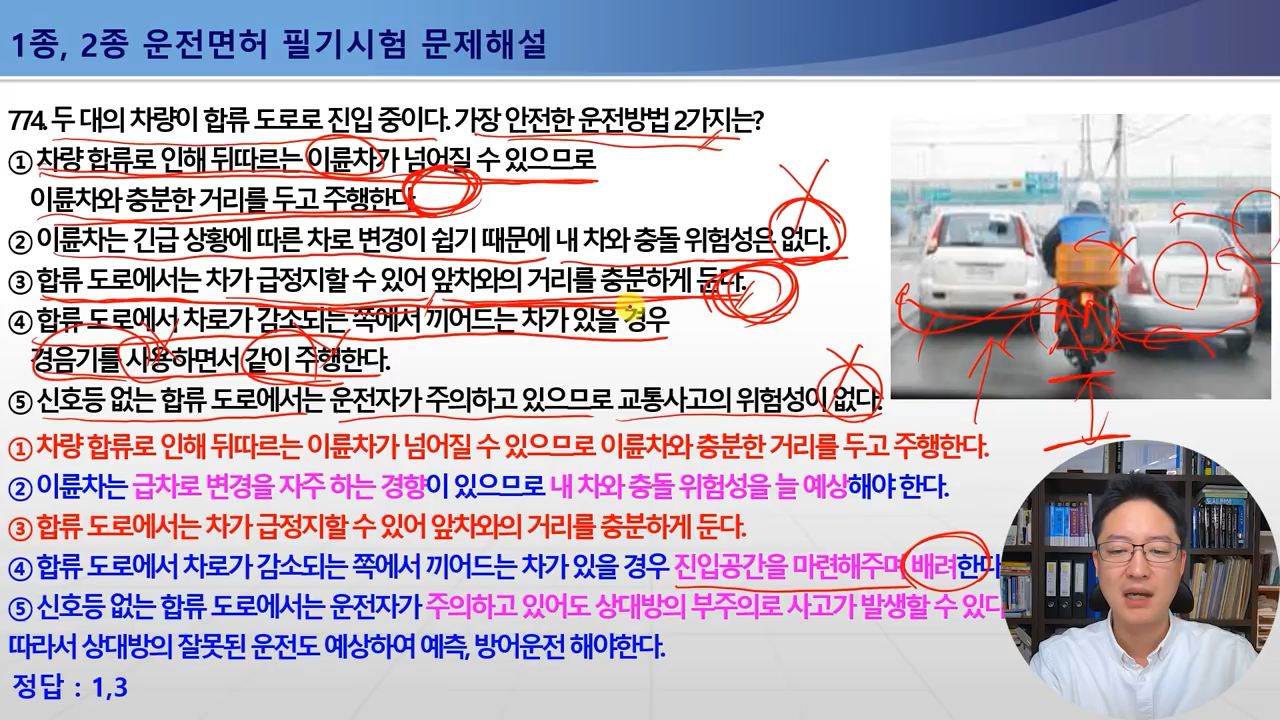 1종, 2종 운전면허 필기시험 문제해설
774. 두 대의 차량이 합류 도로로 진입 중이다. 가장 안전한 운전방법 2가지는?
① 차량 합류로 인해 뒤따르는 이륜차가 넘어질 수 있으므로
이륜차와 충분한 거리를 두고 주행한다
② 이륜차는 긴급 상황에 따른 차로 변경이 쉽기 때문에 내 차와 충돌 위험성은 없다.
③ 합류 도로에서는 차가 급정지할 수 있어 앞차와의 거리를 충분하게 둔다.
④ 합류 도로에서 차로가 감소되는 쪽에서 끼어드는 차가 있을 경우
경음기를 사용하면서 같이 주행한다.
⑤ 신호등 없는 합류 도로에서는 운전자가 주의하고 있으므로 교통사고의 위험성이 없다.
① 차량 합류로 인해 뒤따르는 이륜차가 넘어질 수 있으므로 이륜차와 충분한 거리를 두고 주행한다.
② 이륜차는 급차로 변경을 자주 하는 경향이 있으므로 내 차와 충돌 위험성을 늘 예상해야 한다.
③ 합류 도로에서는 차가 급정지할 수 있어 앞차와의 거리를 충분하게 둔다.
④ 합류 도로에서 차로가 감소되는 쪽에서 끼어드는 차가 있을 경우 진입공간을 마련해주며 배려한다
⑤ 신호등 없는 합류 도로에서는 운전자가 주의하고 있어도 상대방의 부주의로 사고가 발생할 수 있다
따라서 상대방의 잘못된 운전도 예상하여 예측, 방어운전 해야한다.
정답 : 1,3